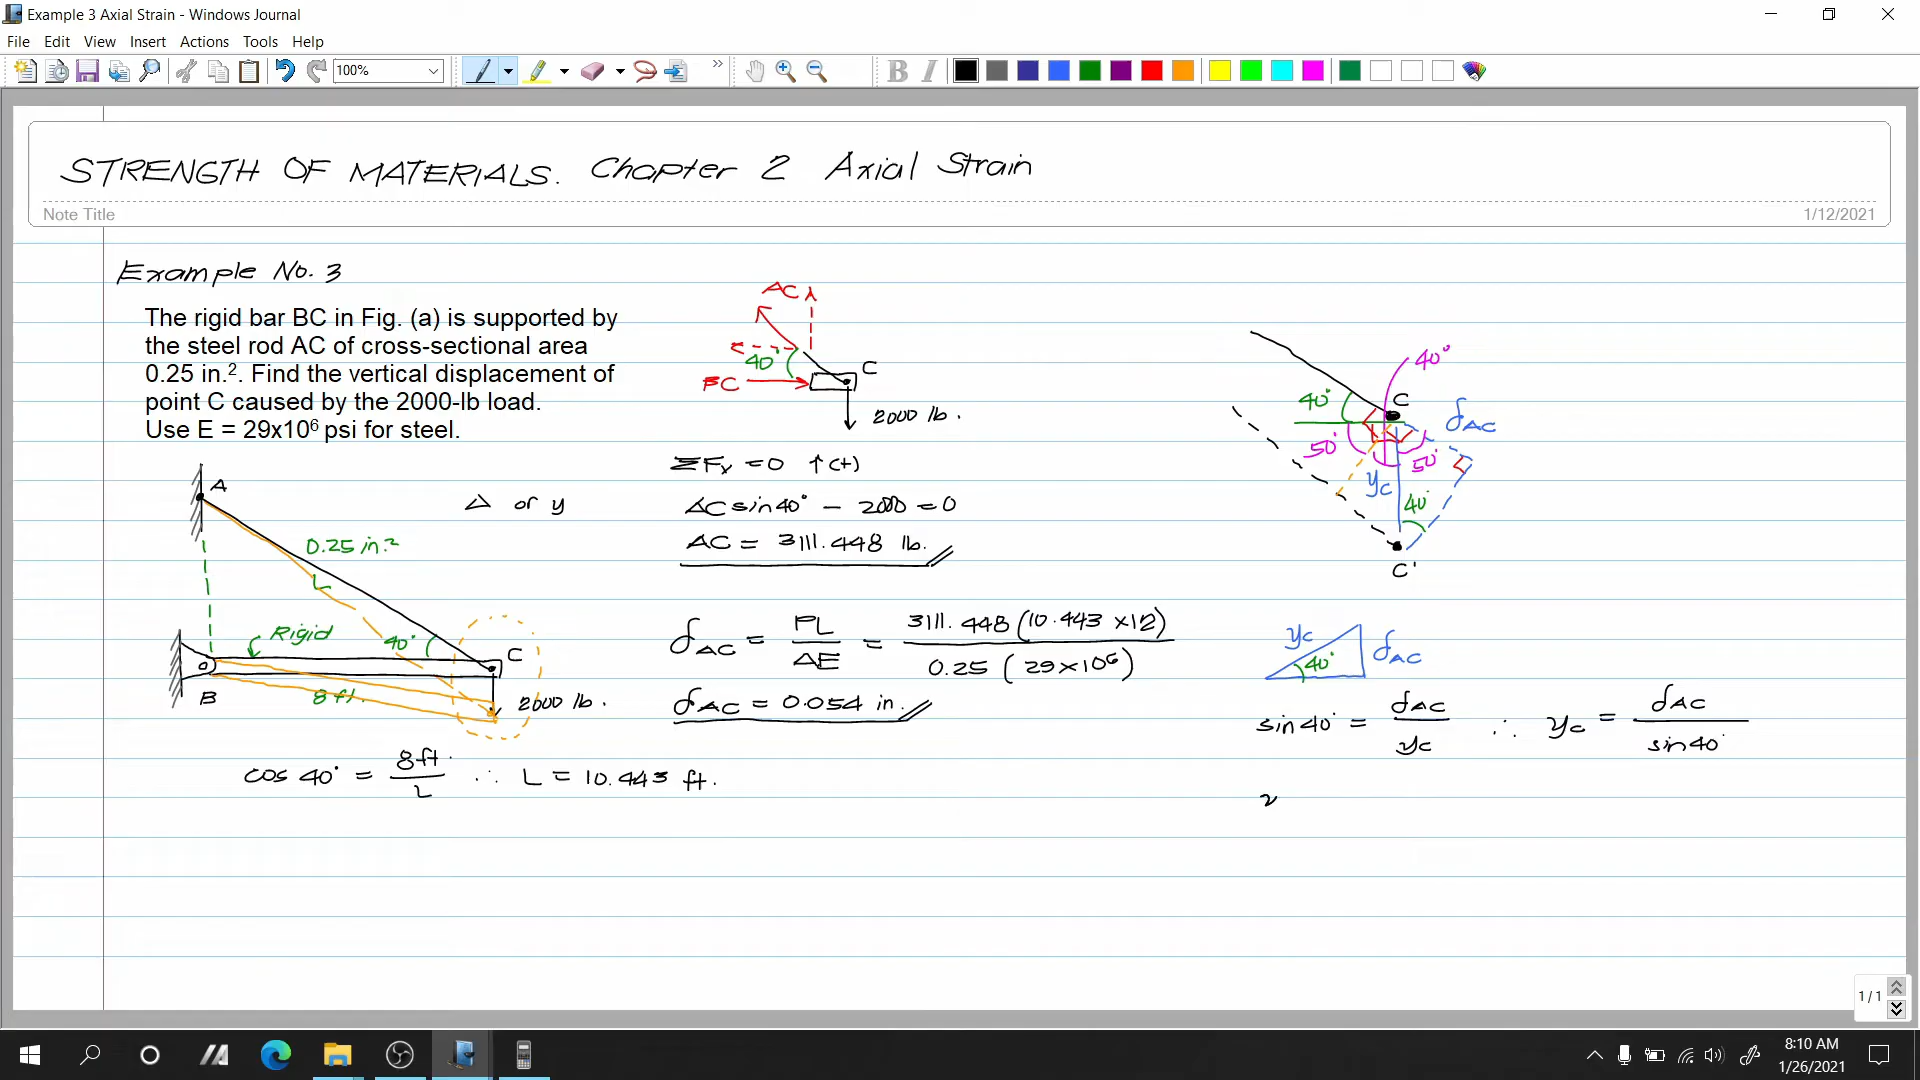 Example 3 Axial Strain - Windows Journal
File Edit View Insert Actions Tools Help
100%
STRENGTH OF MATERIALS. Chapter 2 Axial Strain
Note Title
1/12/2021
Example No. 3
The rigid bar BC in Fig. (a) is supported by
the steel rod AC of cross-sectional area
0.25 in.². Find the vertical displacement of
point C caused by the 2000-lb load.
Use E = 29x10⁶ psi for steel.
A
0.25 in.²
L
Rigid
40°
C
B
8 ft.
2000 lb.
Δ or y
cos 40° = 8ft. / L ∴ L = 10.443 ft.
AC
40°
BC
C
2000 lb.
ΣFy = 0 ↑(+)
AC sin 40° - 2000 = 0
AC = 3111.448 lb.
δAC = PL / AE = 3111.448 (10.443 x12) / 0.25 (29x10⁶)
δAC = 0.054 in.
40°
40°
C
δAC
50°
50°
yc
40°
C'
yc
40°
δAC
sin 40° = δAC / yc ∴ yc = δAC / sin 40°
1 / 1
8:10 AM
1/26/2021